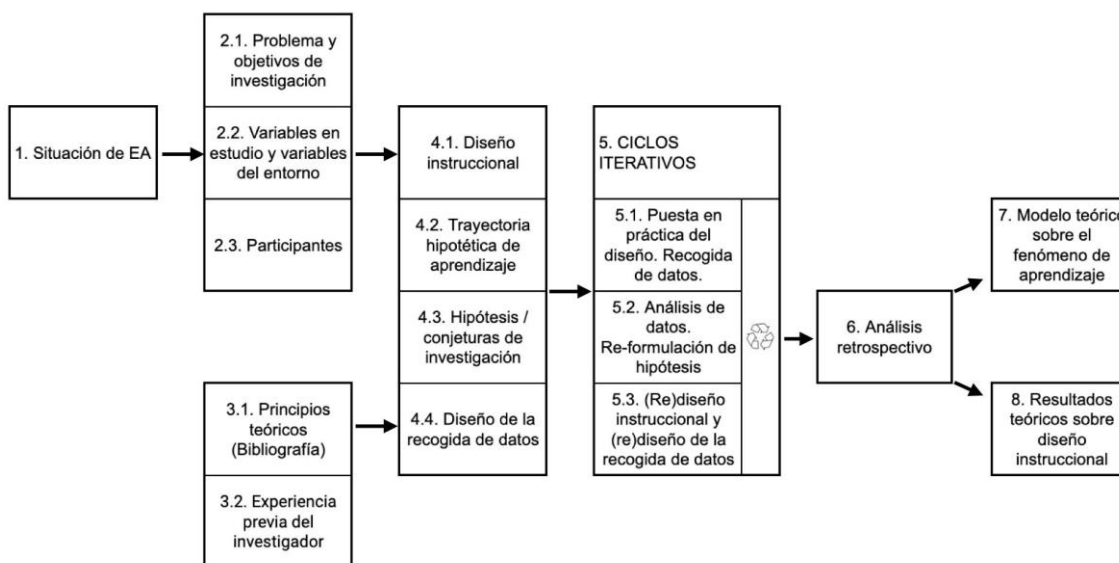 1. Situación de EA
2.1. Problema y
objetivos de
investigación
2.2. Variables en
estudio y variables
del entorno
2.3. Participantes
3.1. Principios
teóricos
(Bibliografía)
3.2. Experiencia
previa del
investigador
4.1. Diseño
instruccional
4.2. Trayectoria
hipotética de
aprendizaje
4.3. Hipótesis /
conjeturas de
investigación
4.4. Diseño de la
recogida de datos
5. CICLOS
ITERATIVOS
5.1. Puesta en
práctica del
diseño. Recogida
de datos.
5.2. Análisis de
datos.
Re-formulación de
hipótesis
5.3. (Re)diseño
instruccional y
(re)diseño de la
recogida de datos
6. Análisis
retrospectivo
7. Modelo teórico
sobre el
fenómeno de
aprendizaje
8. Resultados
teóricos sobre
diseño
instruccional